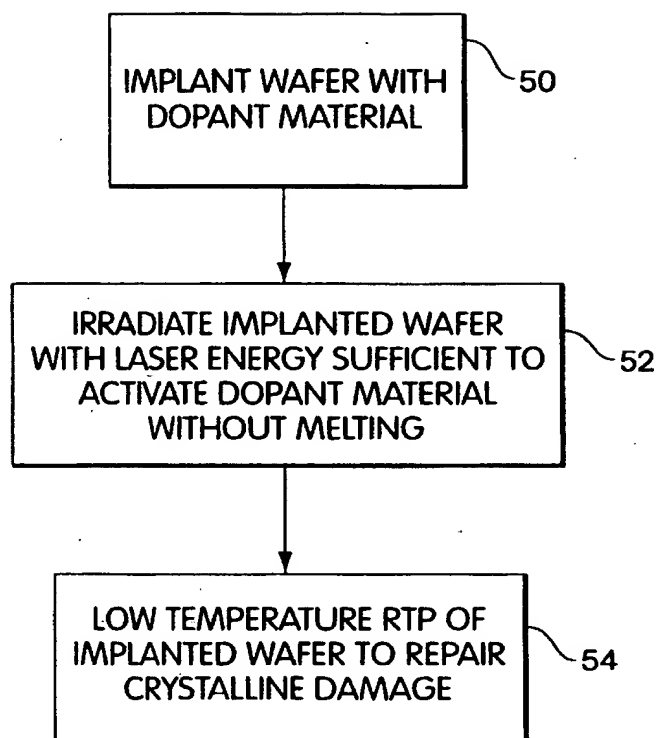 IMPLANT WAFER WITH
DOPANT MATERIAL
50
IRRADIATE IMPLANTED WAFER
WITH LASER ENERGY SUFFICIENT TO
ACTIVATE DOPANT MATERIAL
WITHOUT MELTING
52
LOW TEMPERATURE RTP OF
IMPLANTED WAFER TO REPAIR
CRYSTALLINE DAMAGE
54